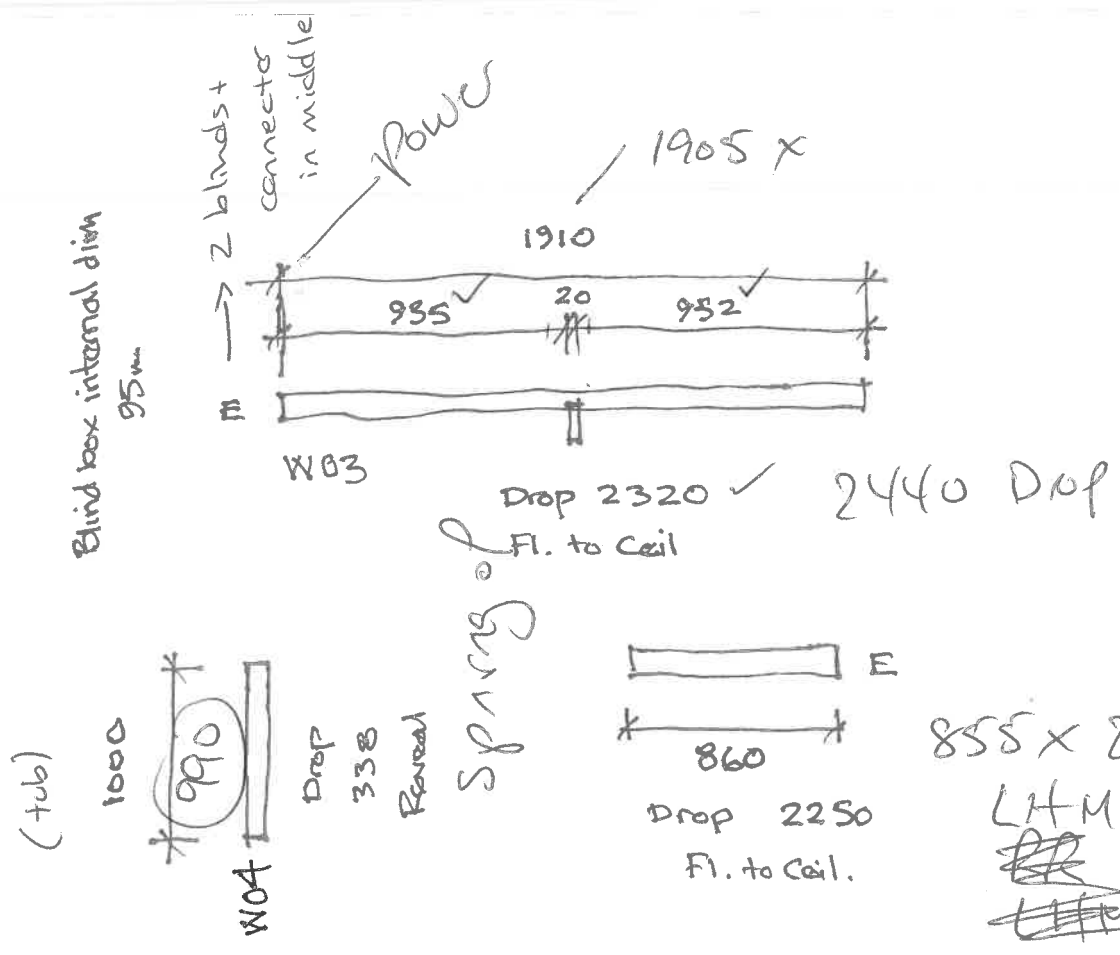 2 blinds +
connector
in middle
Power
1905 x
1910
Blind box internal dim
95mm
935 ✓
20
952 ✓
E
W03
Drop 2320 ✓
2440 Drop
Fl. to Ceil
(tub)
1000
990
W04
Drop
338
Reveal
Spring
E
860
855 x 2
LHM
Drop 2250
Fl. to Ceil.